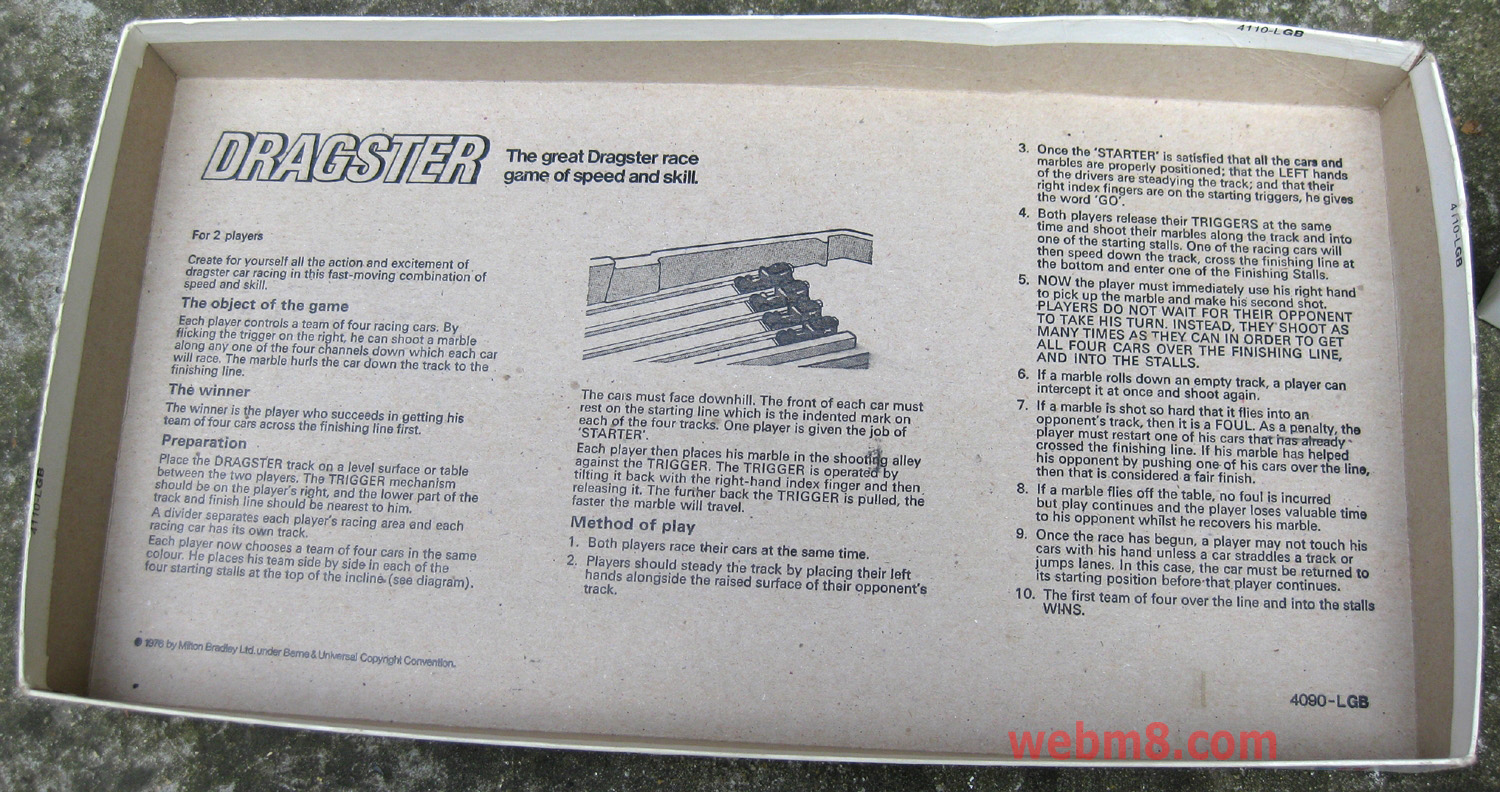 4110-LGB
DRAGSTER
The great Dragster race
game of speed and skill.
For 2 players
Create for yourself all the action and excitement of
dragster car racing in this fast-moving combination of
speed and skill.
The object of the game
Each player controls a team of four racing cars. By
flicking the trigger on the right, he can shoot a marble
along any one of the four channels down which each car
will race. The marble hurls the car down the track to the
finishing line.
The winner
The winner is the player who succeeds in getting his
team of four cars across the finishing line first.
Preparation
Place the DRAGSTER track on a level surface or table
between the two players. The TRIGGER mechanism
should be on the player's right, and the lower part of the
track and finish line should be nearest to him.
A divider separates each player's racing area and each
racing car has its own track.
Each player now chooses a team of four cars in the same
colour. He places his team side by side in each of the
four starting stalls at the top of the incline (see diagram).
© 1976 by Milton Bradley Ltd. under Berne & Universal Copyright Convention.
The cars must face downhill. The front of each car must
rest on the starting line which is the indented mark on
each of the four tracks. One player is given the job of
'STARTER'.
Each player then places his marble in the shooting alley
against the TRIGGER. The TRIGGER is operated by
tilting it back with the right-hand index finger and then
releasing it. The further back the TRIGGER is pulled, the
faster the marble will travel.
Method of play
1. Both players race their cars at the same time.
2. Players should steady the track by placing their left
hands alongside the raised surface of their opponent's
track.
3. Once the 'STARTER' is satisfied that all the cars and
marbles are properly positioned; that the LEFT hands
of the drivers are steadying the track; and that their
right index fingers are on the starting triggers, he gives
the word 'GO'.
4. Both players release their TRIGGERS at the same
time and shoot their marbles along the track and into
one of the starting stalls. One of the racing cars will
then speed down the track, cross the finishing line at
the bottom and enter one of the Finishing Stalls.
5. NOW the player must immediately use his right hand
to pick up the marble and make his second shot.
PLAYERS DO NOT WAIT FOR THEIR OPPONENT
TO TAKE HIS TURN. INSTEAD, THEY SHOOT AS
MANY TIMES AS THEY CAN IN ORDER TO GET
ALL FOUR CARS OVER THE FINISHING LINE,
AND INTO THE STALLS.
6. If a marble rolls down an empty track, a player can
intercept it at once and shoot again.
7. If a marble is shot so hard that it flies into an
opponent's track, then it is a FOUL. As a penalty, the
player must restart one of his cars that has already
crossed the finishing line. If his marble has helped
his opponent by pushing one of his cars over the line,
then that is considered a fair finish.
8. If a marble flies off the table, no foul is incurred
but play continues and the player loses valuable time
to his opponent whilst he recovers his marble.
9. Once the race has begun, a player may not touch his
cars with his hand unless a car straddles a track or
jumps lanes. In this case, the car must be returned to
its starting position before that player continues.
10. The first team of four over the line and into the stalls
WINS.
4090-LGB
4110-LGB
4110-LGB
webm8.com